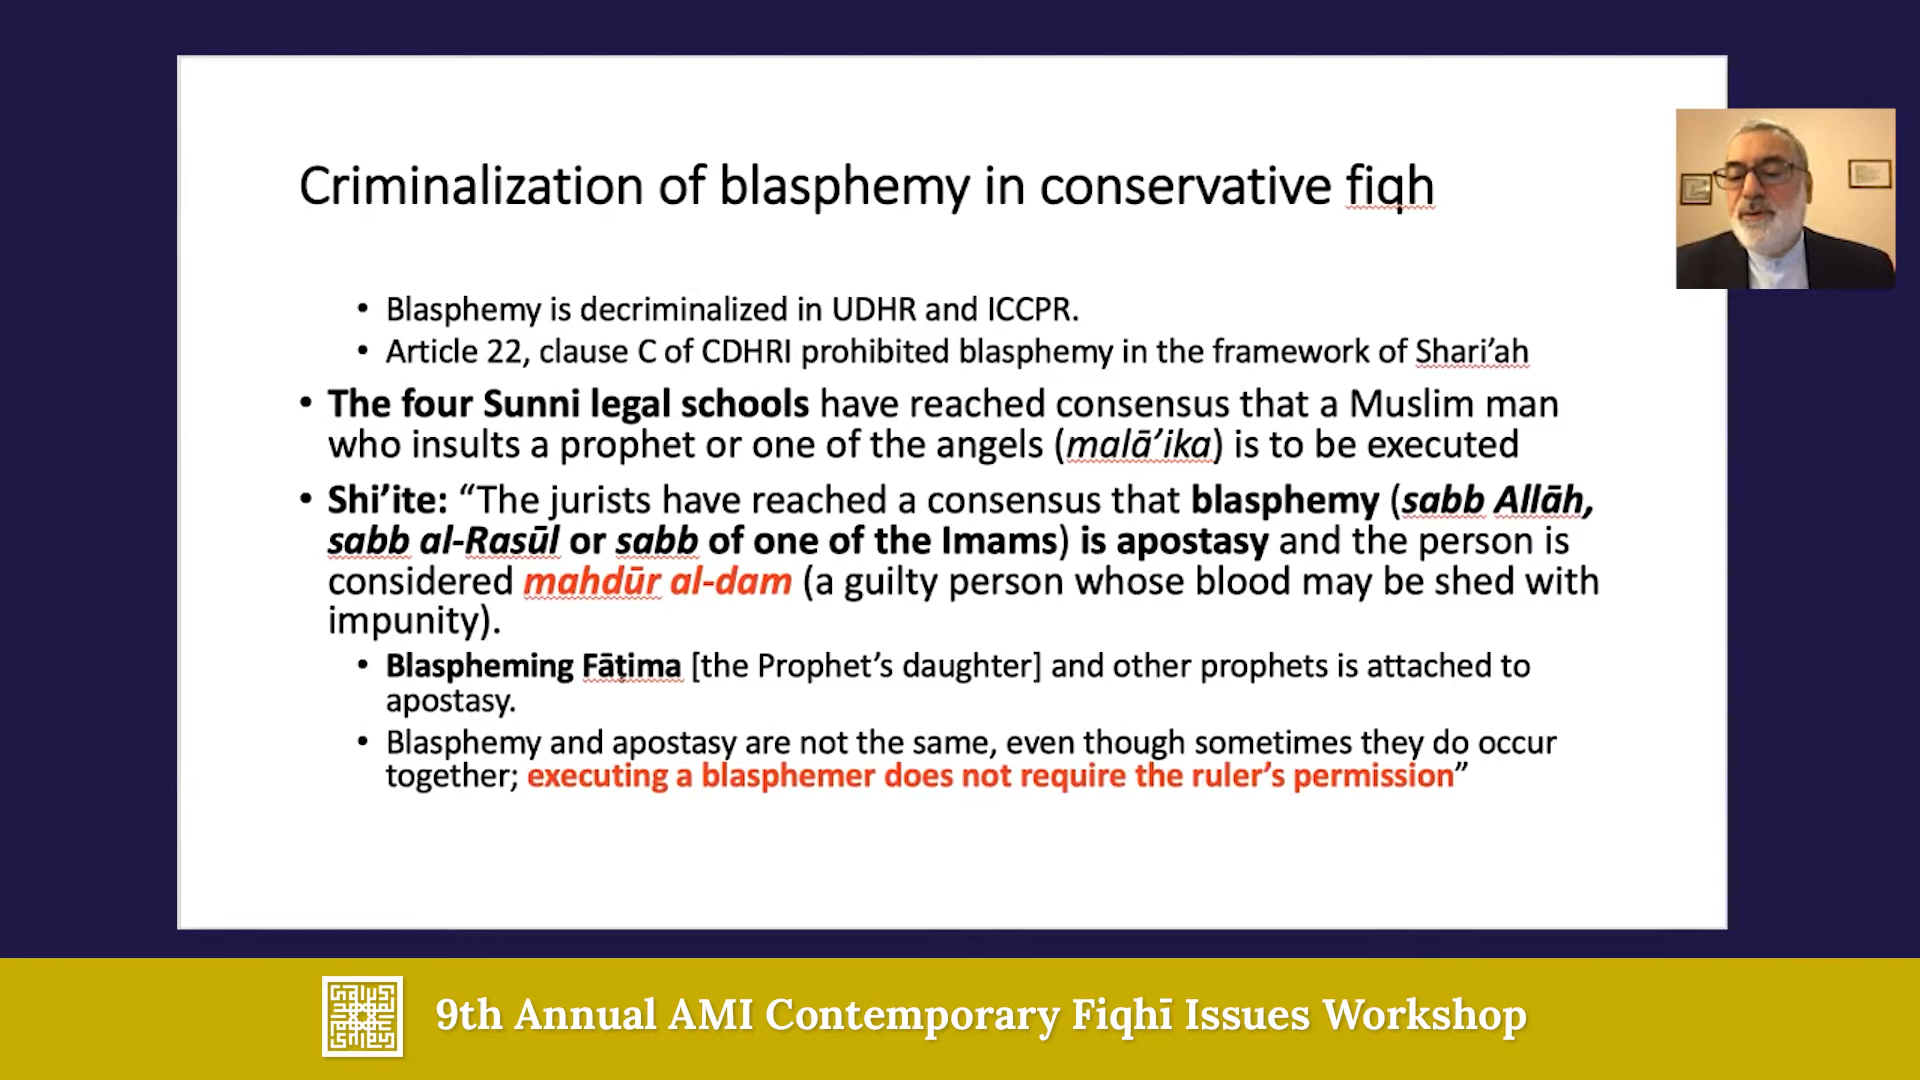 Criminalization of blasphemy in conservative fiqh
• Blasphemy is decriminalized in UDHR and ICCPR.
• Article 22, clause C of CDHRI prohibited blasphemy in the framework of Shari’ah
• The four Sunni legal schools have reached consensus that a Muslim man
who insults a prophet or one of the angels (malā’ika) is to be executed
• Shi’ite: “The jurists have reached a consensus that blasphemy (sabb Allāh,
sabb al-Rasūl or sabb of one of the Imams) is apostasy and the person is
considered mahdūr al-dam (a guilty person whose blood may be shed with
impunity).
• Blaspheming Fāṭima [the Prophet’s daughter] and other prophets is attached to
apostasy.
• Blasphemy and apostasy are not the same, even though sometimes they do occur
together; executing a blasphemer does not require the ruler’s permission”
9th Annual AMI Contemporary Fiqhī Issues Workshop